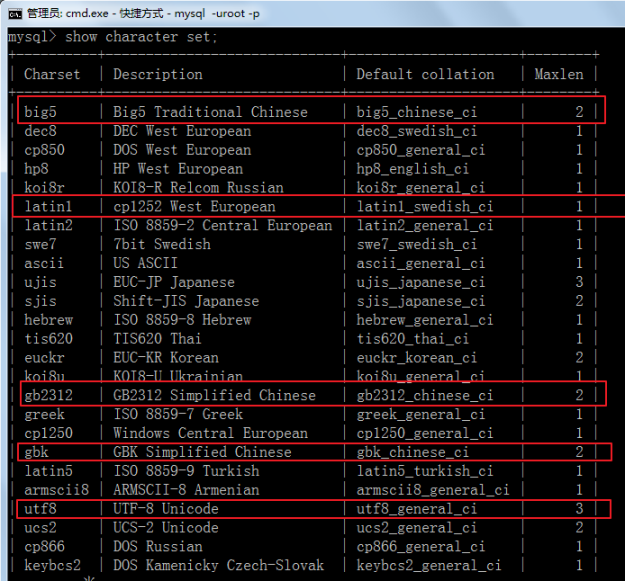 管理员: cmd.exe - 快捷方式 - mysql -uroot -p
mysql> show character set;
| Charset | Description | Default collation | Maxlen |
| big5 | Big5 Traditional Chinese | big5_chinese_ci | 2 |
| dec8 | DEC West European | dec8_swedish_ci | 1 |
| cp850 | DOS West European | cp850_general_ci | 1 |
| hp8 | HP West European | hp8_english_ci | 1 |
| koi8r | KOI8-R Relcom Russian | koi8r_general_ci | 1 |
| latin1 | cp1252 West European | latin1_swedish_ci | 1 |
| latin2 | ISO 8859-2 Central European | latin2_general_ci | 1 |
| swe7 | 7bit Swedish | swe7_swedish_ci | 1 |
| ascii | US ASCII | ascii_general_ci | 1 |
| ujis | EUC-JP Japanese | ujis_japanese_ci | 3 |
| sjis | Shift-JIS Japanese | sjis_japanese_ci | 2 |
| hebrew | ISO 8859-8 Hebrew | hebrew_general_ci | 1 |
| tis620 | TIS620 Thai | tis620_thai_ci | 1 |
| euckr | EUC-KR Korean | euckr_korean_ci | 2 |
| koi8u | KOI8-U Ukrainian | koi8u_general_ci | 1 |
| gb2312 | GB2312 Simplified Chinese | gb2312_chinese_ci | 2 |
| greek | ISO 8859-7 Greek | greek_general_ci | 1 |
| cp1250 | Windows Central European | cp1250_general_ci | 1 |
| gbk | GBK Simplified Chinese | gbk_chinese_ci | 2 |
| latin5 | ISO 8859-9 Turkish | latin5_turkish_ci | 1 |
| armscii8 | ARMSCII-8 Armenian | armscii8_general_ci | 1 |
| utf8 | UTF-8 Unicode | utf8_general_ci | 3 |
| ucs2 | UCS-2 Unicode | ucs2_general_ci | 2 |
| cp866 | DOS Russian | cp866_general_ci | 1 |
| keybcs2 | DOS Kamenicky Czech-Slovak | keybcs2_general_ci | 1 |